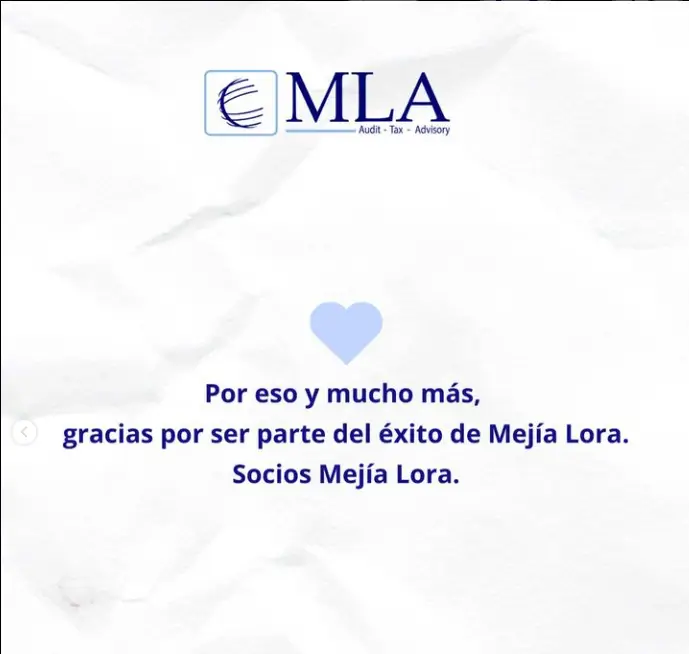 MLA
Audit - Tax - Advisory
Por eso y mucho más,
gracias por ser parte del éxito de Mejía Lora.
Socios Mejía Lora.